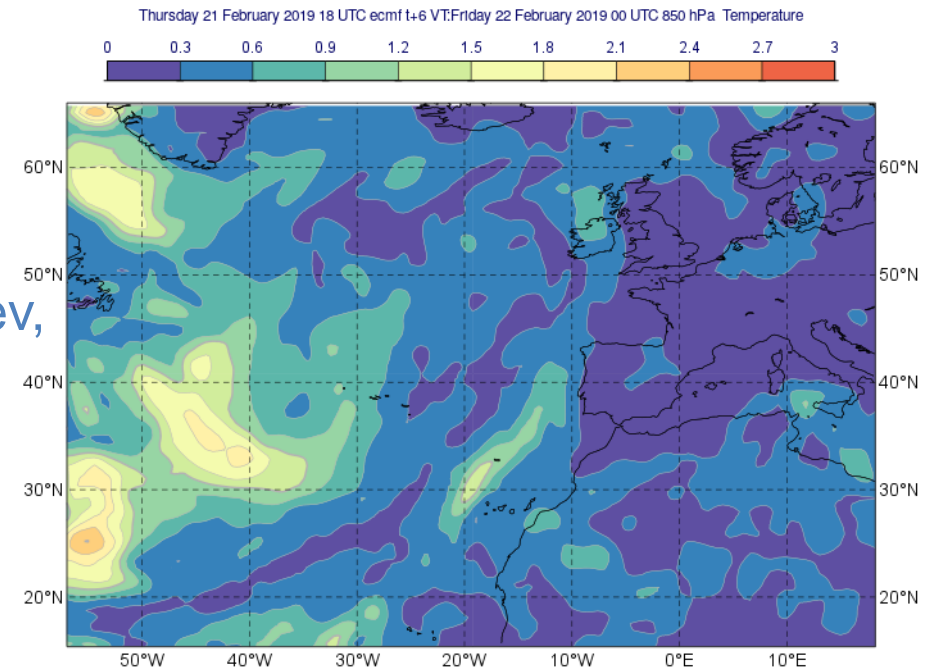 Thursday 21 February 2019 18 UTC ecmf t+6 VT:Friday 22 February 2019 00 UTC 850 hPa Temperature
0 0.3 0.6 0.9 1.2 1.5 1.8 2.1 2.4 2.7 3
60°N 60°N
50°N 50°N
ev,
40°N 40°N
30°N 30°N
20°N 20°N
50°W 40°W 30°W 20°W 10°W 0°E 10°E